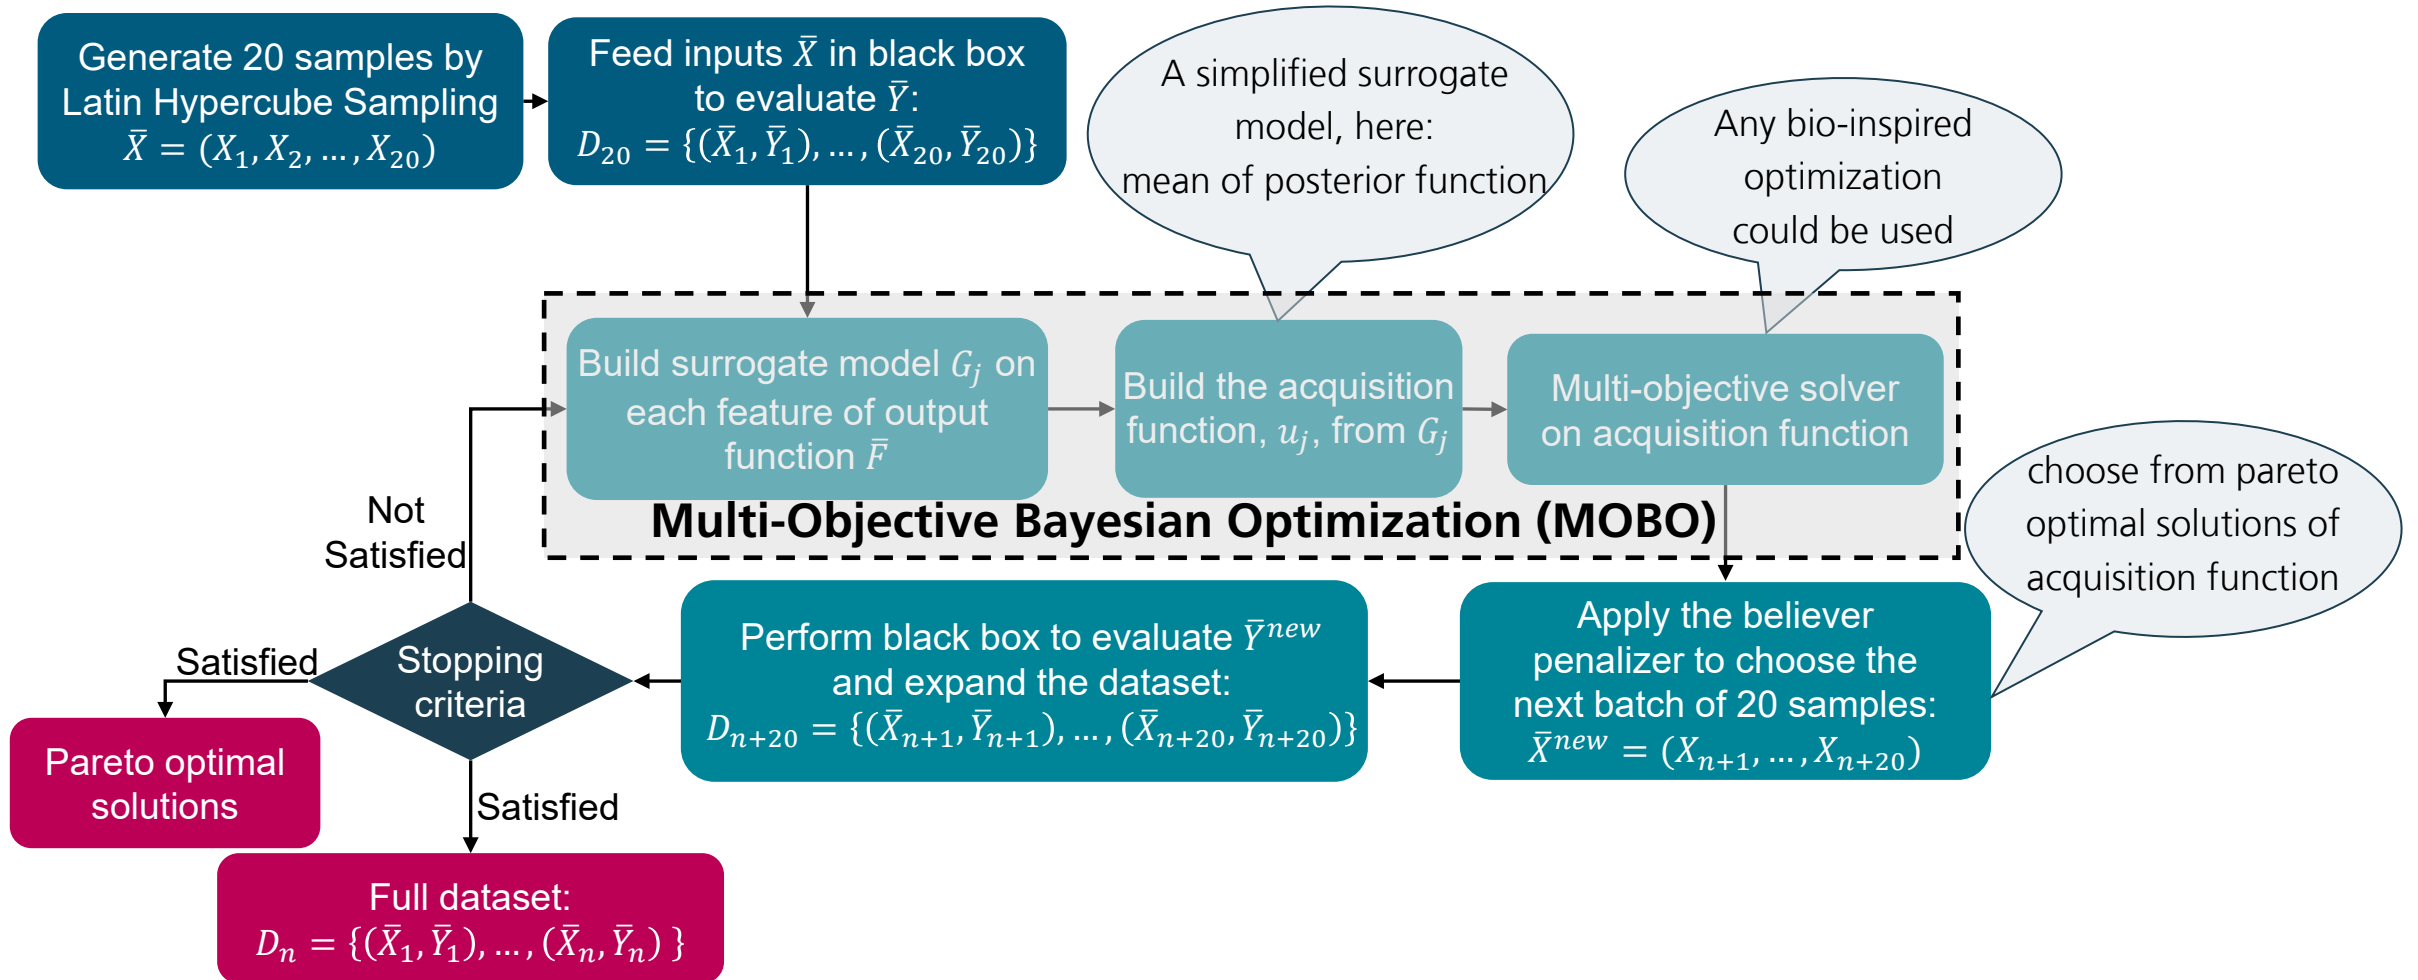 Generate 20 samples by
Latin Hypercube Sampling
X̄ = (X₁, X₂, … , X₂₀)
Feed inputs X̄ in black box
to evaluate Ȳ:
D₂₀ = {(X̄₁, Ȳ₁), … , (X̄₂₀, Ȳ₂₀)}
A simplified surrogate
model, here:
mean of posterior function
Any bio-inspired
optimization
could be used
Build surrogate model Gⱼ on
each feature of output
function F̄
Build the acquisition
function, uⱼ, from Gⱼ
Multi-objective solver
on acquisition function
Multi-Objective Bayesian Optimization (MOBO)
choose from pareto
optimal solutions of
acquisition function
Apply the believer
penalizer to choose the
next batch of 20 samples:
X̄ⁿᵉʷ = (Xₙ₊₁, … , Xₙ₊₂₀)
Perform black box to evaluate Ȳⁿᵉʷ
and expand the dataset:
Dₙ₊₂₀ = {(X̄ₙ₊₁, Ȳₙ₊₁), … , (X̄ₙ₊₂₀, Ȳₙ₊₂₀)}
Stopping
criteria
Not
Satisfied
Satisfied
Pareto optimal
solutions
Satisfied
Full dataset:
Dₙ = {(X̄₁, Ȳ₁), … , (X̄ₙ, Ȳₙ) }